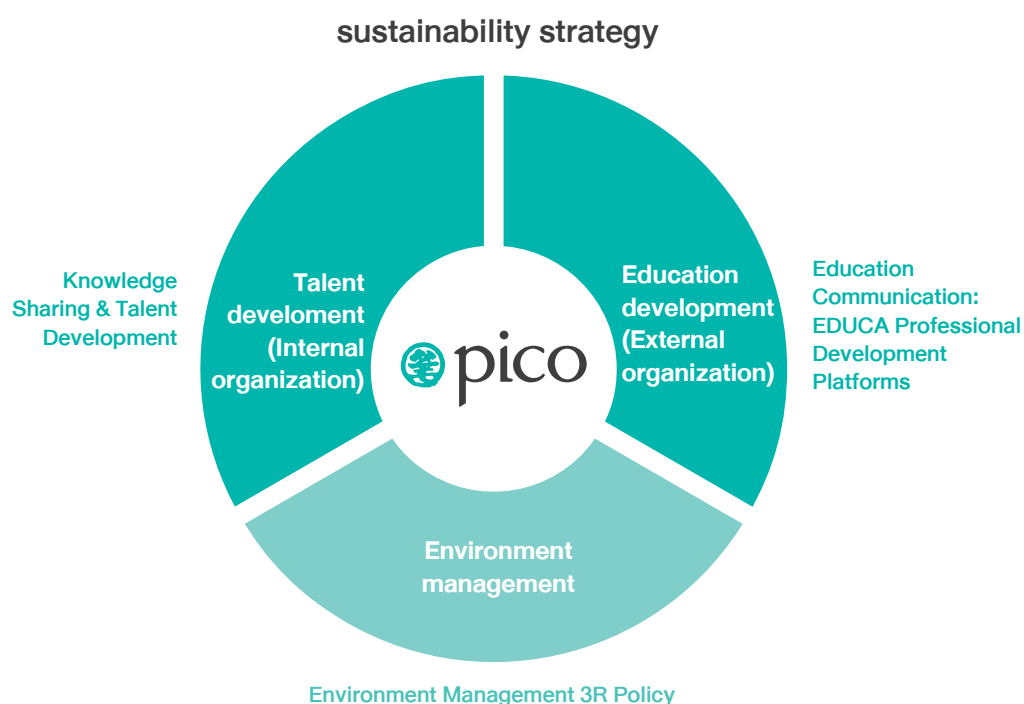 sustainability strategy
Knowledge
Sharing & Talent
Development
Talent
develoment
(Internal
organization)
pico
Education
development
(External
organization)
Education
Communication:
EDUCA Professional
Development
Platforms
Environment
management
Environment Management 3R Policy